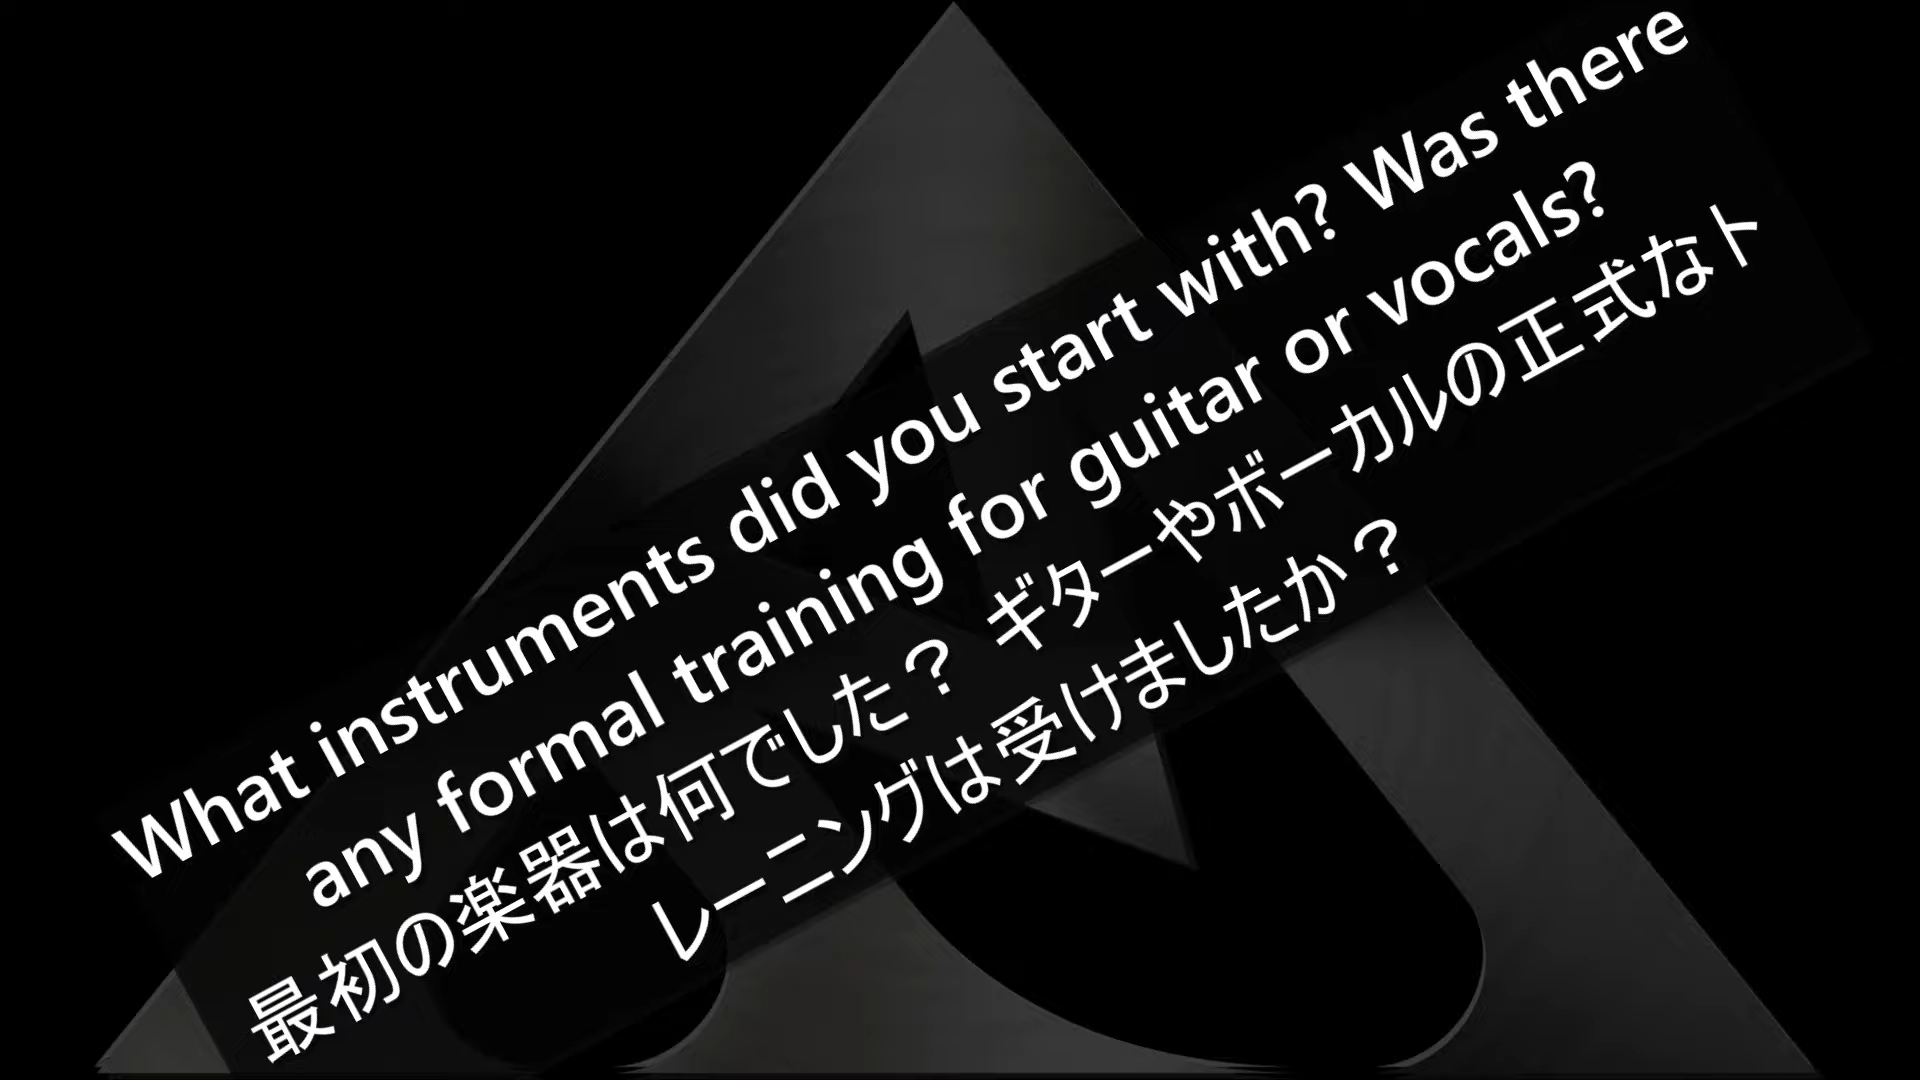 What instruments did you start with? Was there
any formal training for guitar or vocals?
最初の楽器は何でした？ ギターやボーカルの正式なト
レーニングは受けましたか？